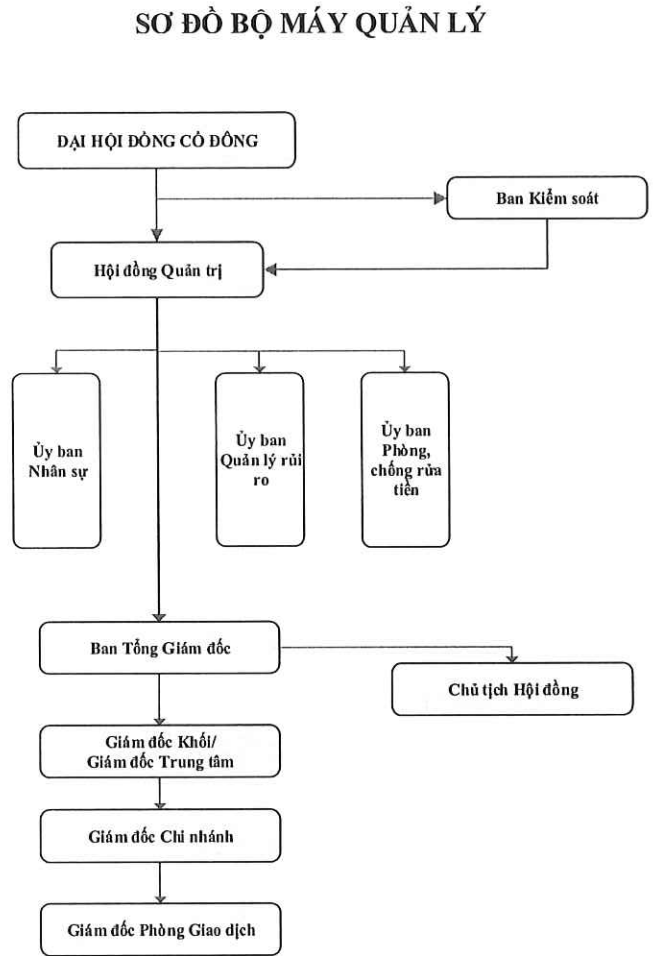 SƠ ĐỒ BỘ MÁY QUẢN LÝ
ĐẠI HỘI ĐỒNG CỔ ĐÔNG
Ban Kiểm soát
Hội đồng Quản trị
Ủy ban
Nhân sự
Ủy ban
Quản lý rủi
ro
Ủy ban
Phòng,
chống rửa
tiền
Ban Tổng Giám đốc
Chủ tịch Hội đồng
Giám đốc Khối/
Giám đốc Trung tâm
Giám đốc Chi nhánh
Giám đốc Phòng Giao dịch